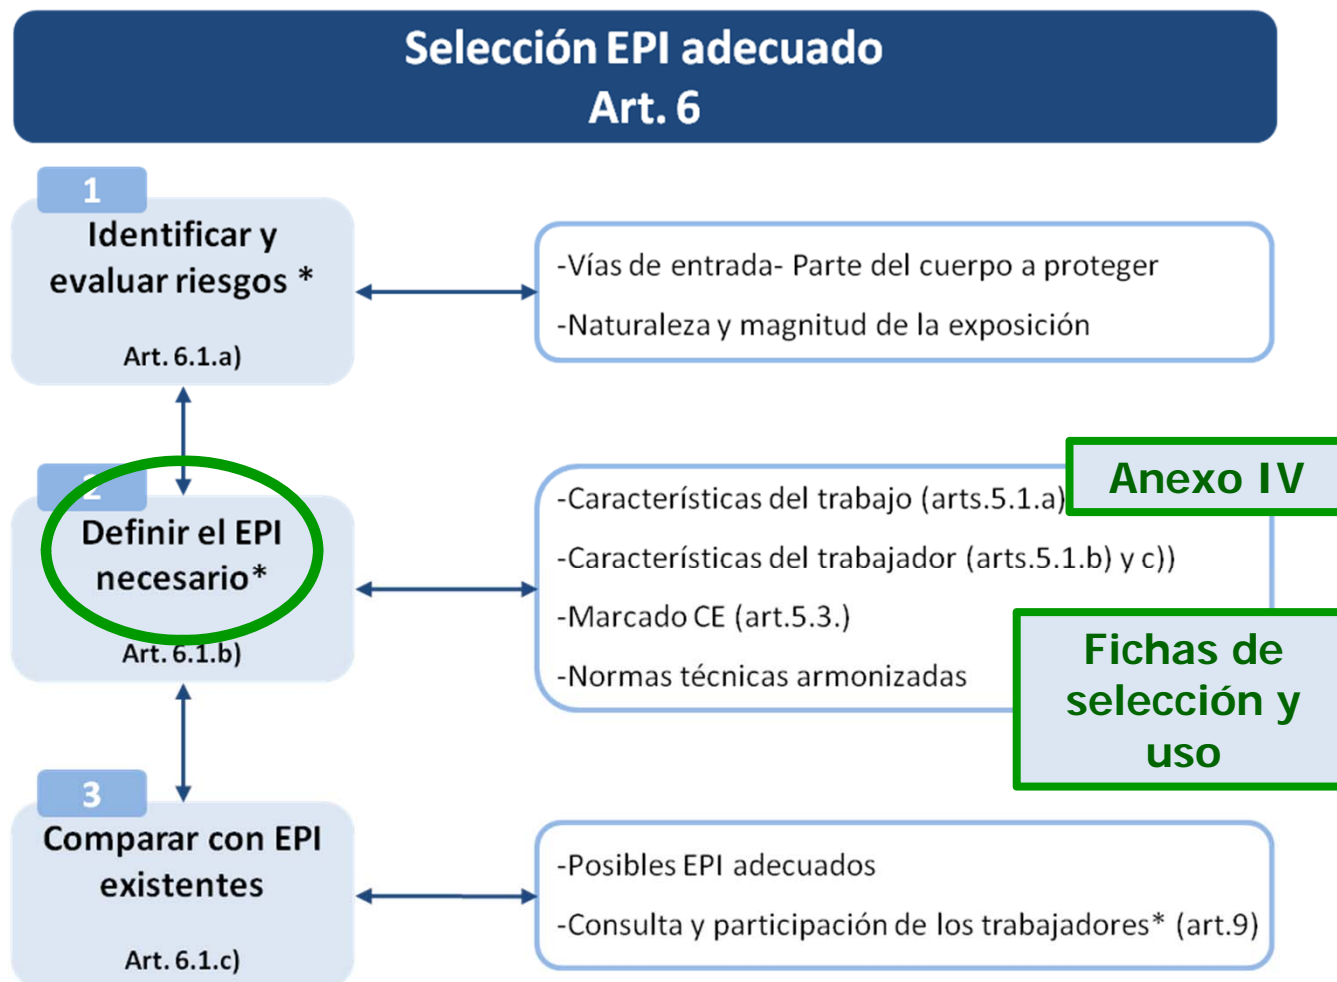 Selección EPI adecuado
Art. 6
1
Identificar y
evaluar riesgos *
Art. 6.1.a)
-Vías de entrada- Parte del cuerpo a proteger
-Naturaleza y magnitud de la exposición
2
Definir el EPI
necesario*
Art. 6.1.b)
-Características del trabajo (arts.5.1.a)
-Características del trabajador (arts.5.1.b) y c))
-Marcado CE (art.5.3.)
-Normas técnicas armonizadas
Anexo IV
Fichas de
selección y
uso
3
Comparar con EPI
existentes
Art. 6.1.c)
-Posibles EPI adecuados
-Consulta y participación de los trabajadores* (art.9)